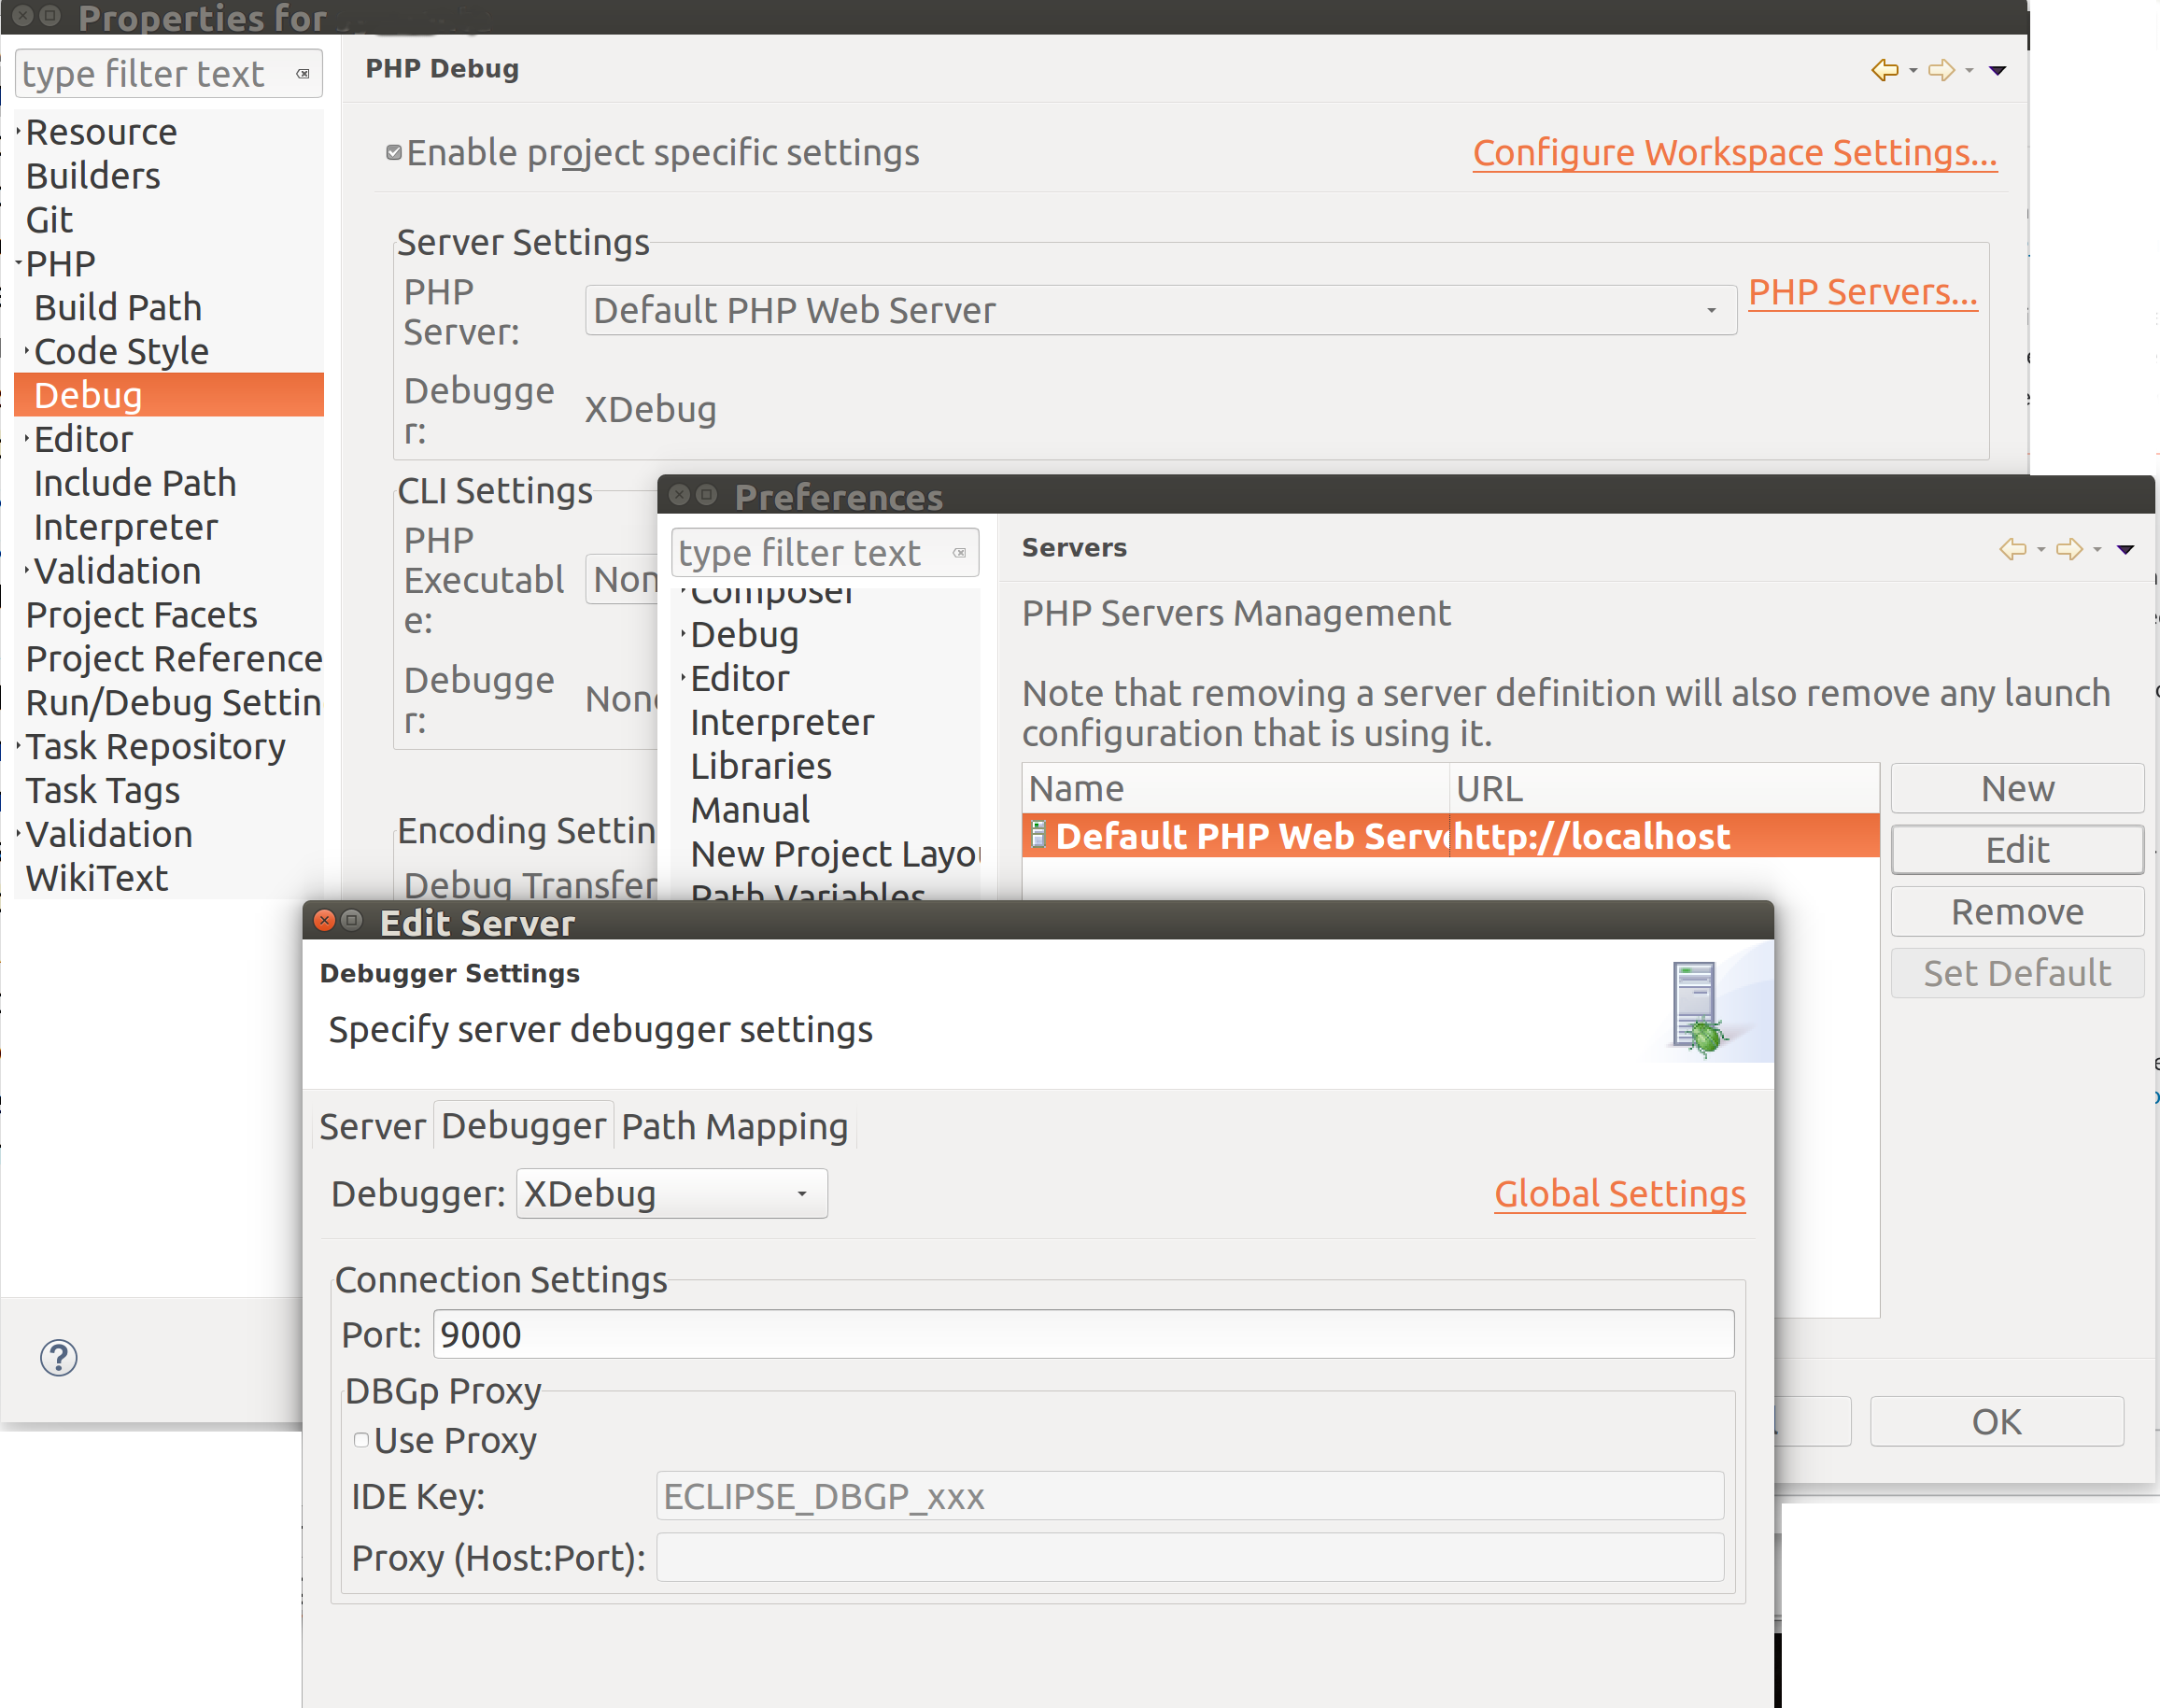 Properties for
type filter text
Resource
Builders
Git
PHP
Build Path
Code Style
Debug
Editor
Include Path
Interpreter
Validation
Project Facets
Project Reference
Run/Debug Settin
Task Repository
Task Tags
Validation
WikiText
PHP Debug
Enable project specific settings
Configure Workspace Settings...
Server Settings
PHP
Server:
Default PHP Web Server
PHP Servers...
Debugge
r:
XDebug
CLI Settings
PHP
Executabl
e:
Non
Debugge
r:
None
Encoding Settin
Debug Transfer
Preferences
type filter text
Composer
Debug
Editor
Interpreter
Libraries
Manual
New Project Layou
Path Variables
Servers
PHP Servers Management
Note that removing a server definition will also remove any launch
configuration that is using it.
Name URL
Default PHP Web Serve http://localhost
New
Edit
Remove
Set Default
OK
Edit Server
Debugger Settings
Specify server debugger settings
Server Debugger Path Mapping
Debugger: XDebug
Global Settings
Connection Settings
Port: 9000
DBGp Proxy
Use Proxy
IDE Key: ECLIPSE_DBGP_xxx
Proxy (Host:Port):